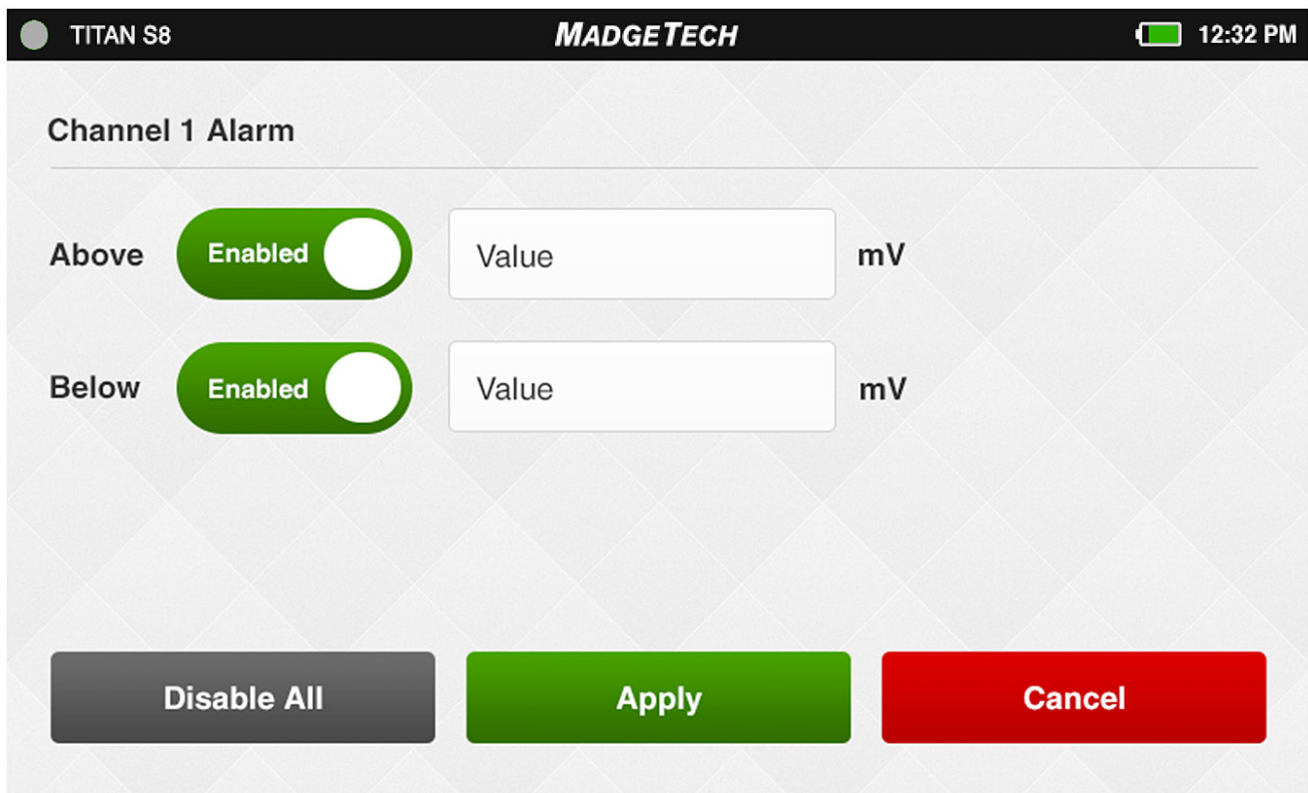 TITAN S8 MADGETECH 12:32 PM
Channel 1 Alarm
Above Enabled Value mV
Below Enabled Value mV
Disable All Apply Cancel